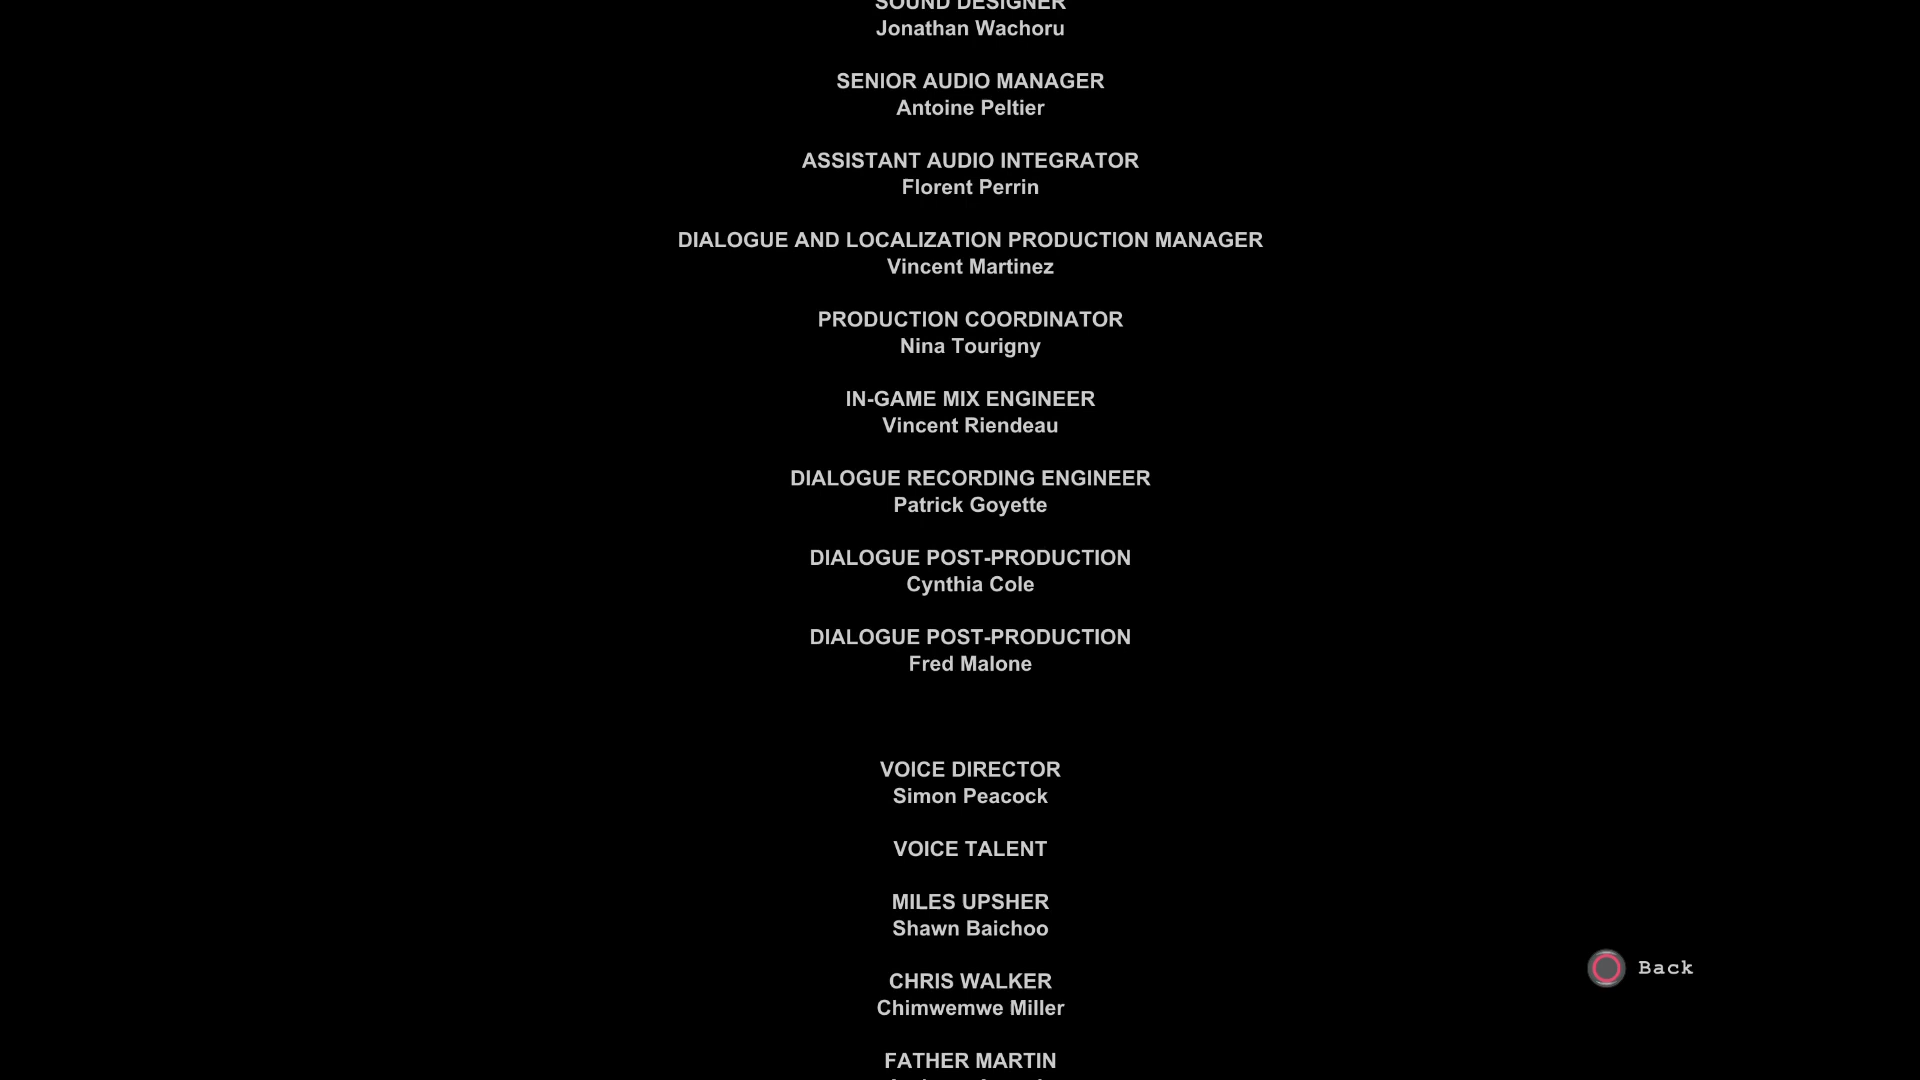 SOUND DESIGNER
Jonathan Wachoru
SENIOR AUDIO MANAGER
Antoine Peltier
ASSISTANT AUDIO INTEGRATOR
Florent Perrin
DIALOGUE AND LOCALIZATION PRODUCTION MANAGER
Vincent Martinez
PRODUCTION COORDINATOR
Nina Tourigny
IN-GAME MIX ENGINEER
Vincent Riendeau
DIALOGUE RECORDING ENGINEER
Patrick Goyette
DIALOGUE POST-PRODUCTION
Cynthia Cole
DIALOGUE POST-PRODUCTION
Fred Malone
VOICE DIRECTOR
Simon Peacock
VOICE TALENT
MILES UPSHER
Shawn Baichoo
CHRIS WALKER
Chimwemwe Miller
FATHER MARTIN
Back